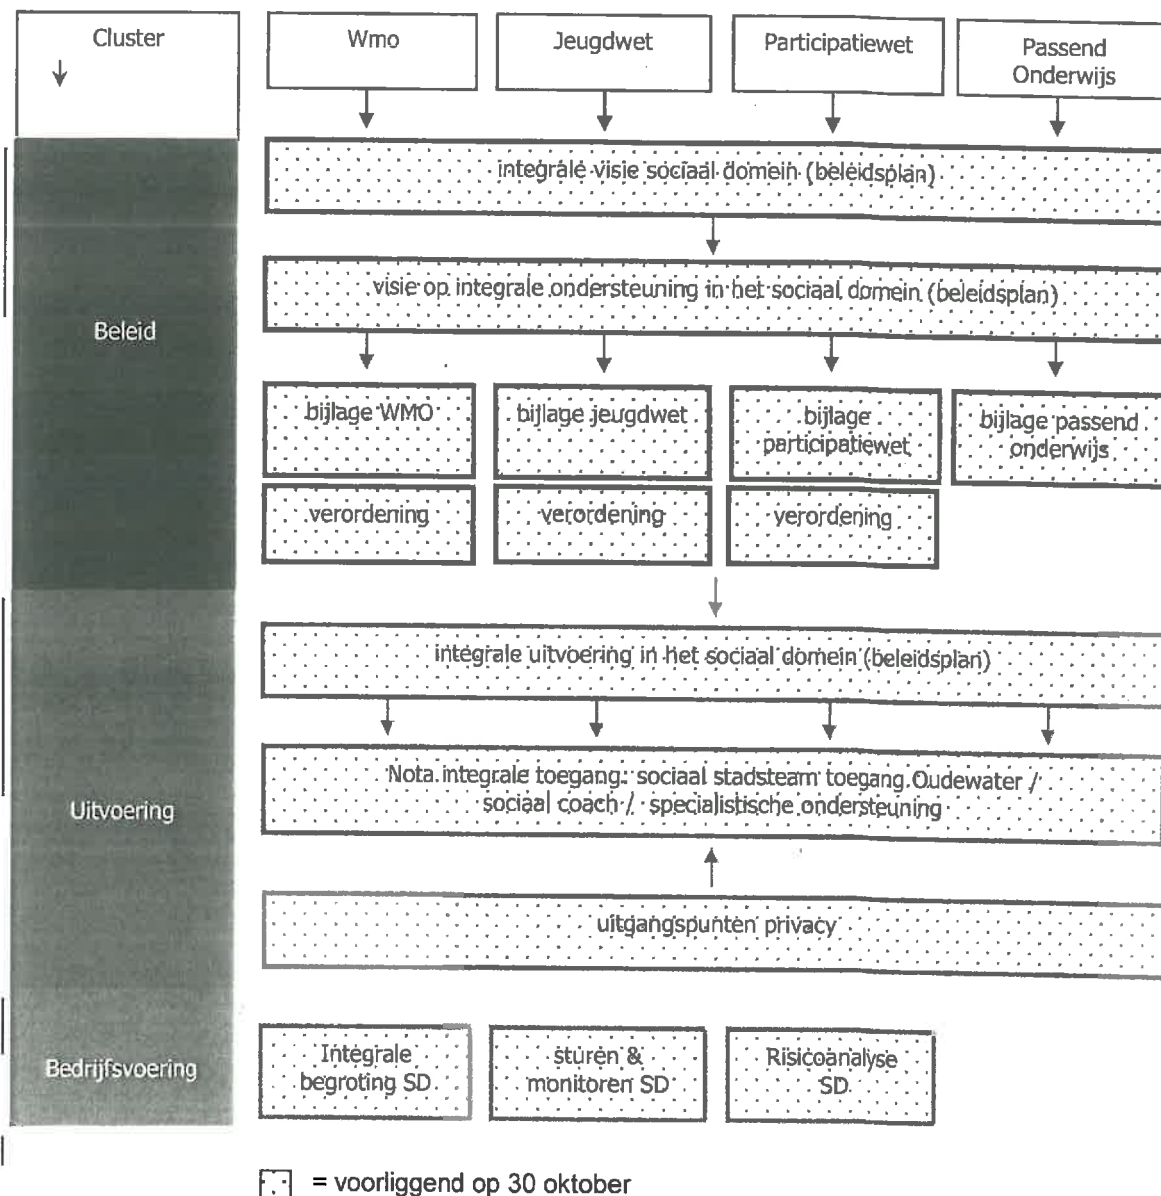 Cluster
Wmo
Jeugdwet
Participatiewet
Passend
Onderwijs
integrale visie sociaal domein (beleidsplan)
visie op integrale ondersteuning in het sociaal domein (beleidsplan)
Beleid
bijlage WMO
bijlage jeugdwet
bijlage
participatiewet
bijlage passend
onderwijs
verordening
verordening
verordening
integrale uitvoering in het sociaal domein (beleidsplan)
Nota integrale toegang: sociaal stadsteam toegang Oudewater /
sociaal coach / specialistische ondersteuning
Uitvoering
uitgangspunten privacy
Bedrijfsvoering
Integrale
begroting SD
sturen &
monitoren SD
Risicoanalyse
SD
= voorliggend op 30 oktober